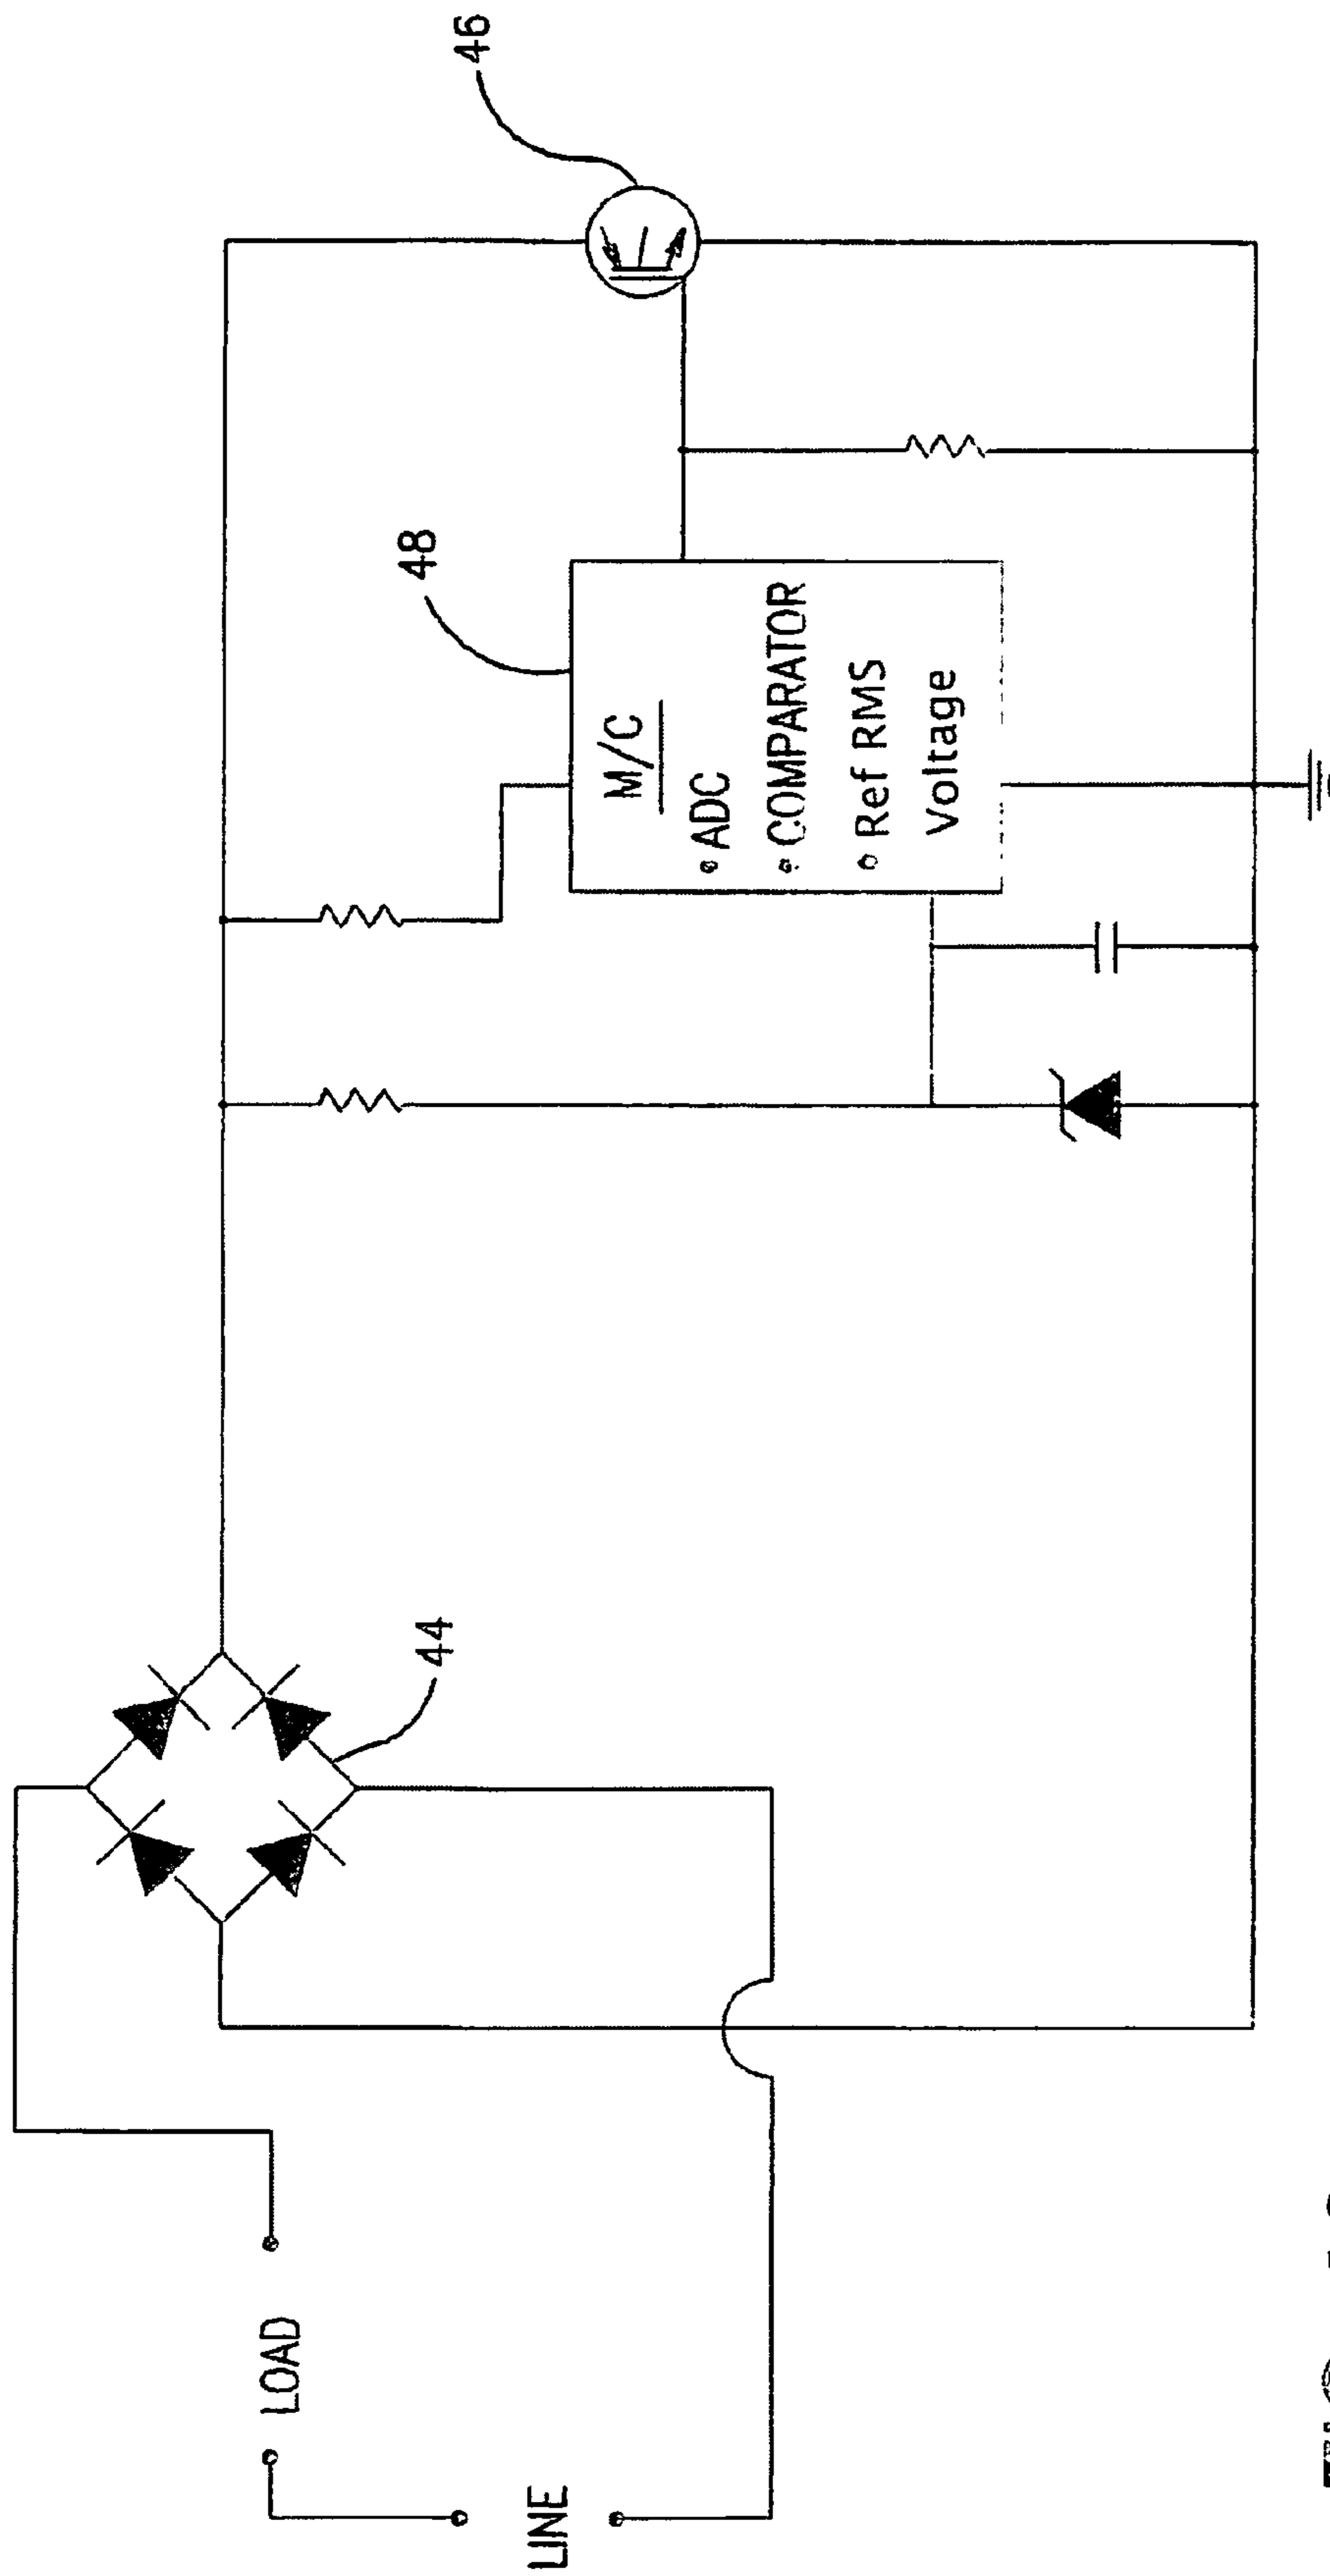 46
48
M/C
ADC
COMPARATOR
Ref RMS
Voltage
44
LOAD
LINE